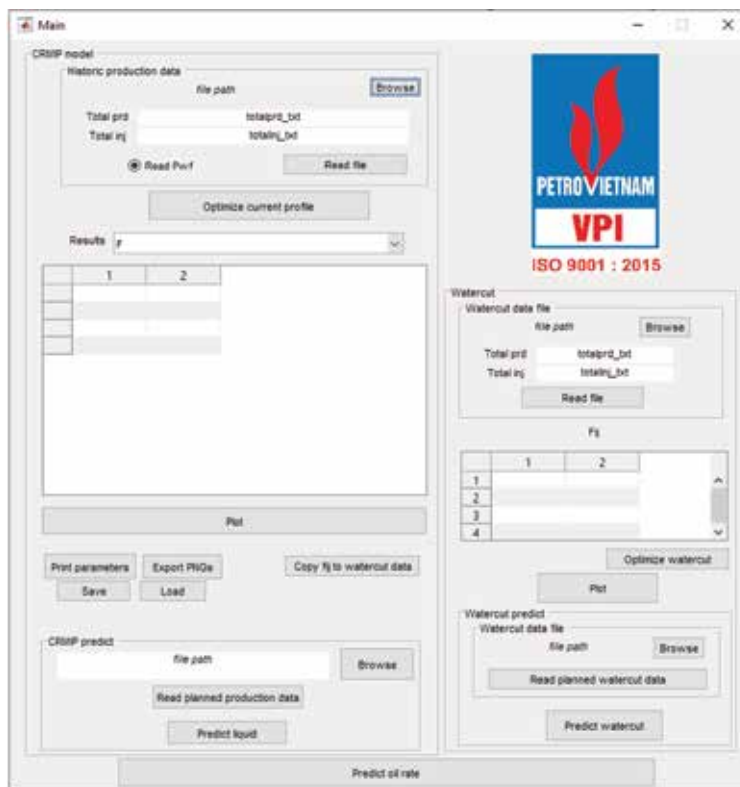 Main
CRMP model
Historic production data
file path
Browse
Total prd
totalprd_txt
Total inj
totalinj_txt
Read Pwf
Read file
Optimize current profile
Results
F
1 2
Plot
Print parameters
Export PNGs
Copy fij to watercut data
Save
Load
CRMP predict
file path
Browse
Read planned production data
Predict liquid
PETROVIETNAM
VPI
ISO 9001 : 2015
Watercut
Watercut data file
file path
Browse
Total prd
totalprd_txt
Total inj
totalinj_txt
Read file
1 2
1
2
3
4
Optimize watercut
Plot
Watercut predict
Watercut data file
file path
Browse
Read planned watercut data
Predict watercut
Predict oil rate